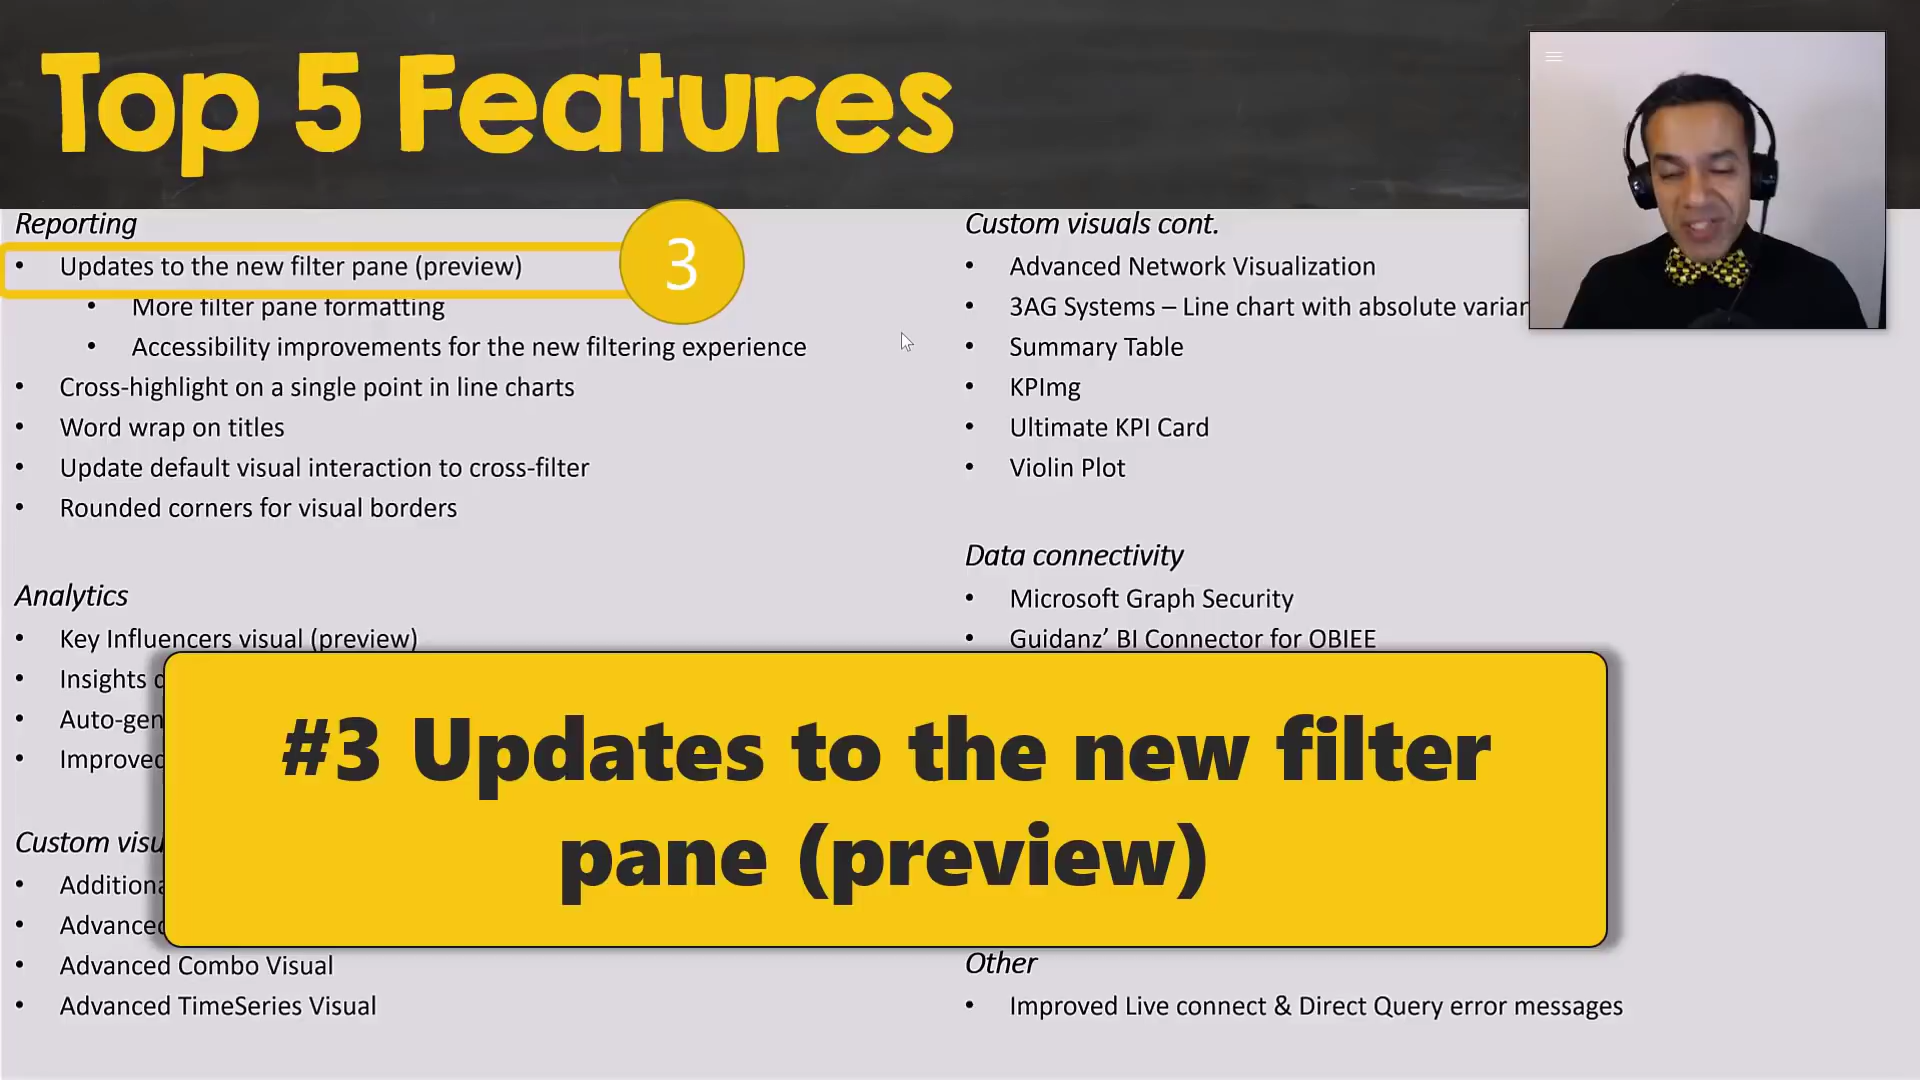 Top 5 Features
Reporting
• Updates to the new filter pane (preview)
3
• More filter pane formatting
• Accessibility improvements for the new filtering experience
• Cross-highlight on a single point in line charts
• Word wrap on titles
• Update default visual interaction to cross-filter
• Rounded corners for visual borders
Analytics
• Key Influencers visual (preview)
• Insights
• Auto-gen
• Improved
Custom visu
• Additiona
• Advanced
• Advanced Combo Visual
• Advanced TimeSeries Visual
Custom visuals cont.
• Advanced Network Visualization
• 3AG Systems – Line chart with absolute varian
• Summary Table
• KPImg
• Ultimate KPI Card
• Violin Plot
Data connectivity
• Microsoft Graph Security
• Guidanz’ BI Connector for OBIEE
Other
• Improved Live connect & Direct Query error messages
#3 Updates to the new filter
pane (preview)